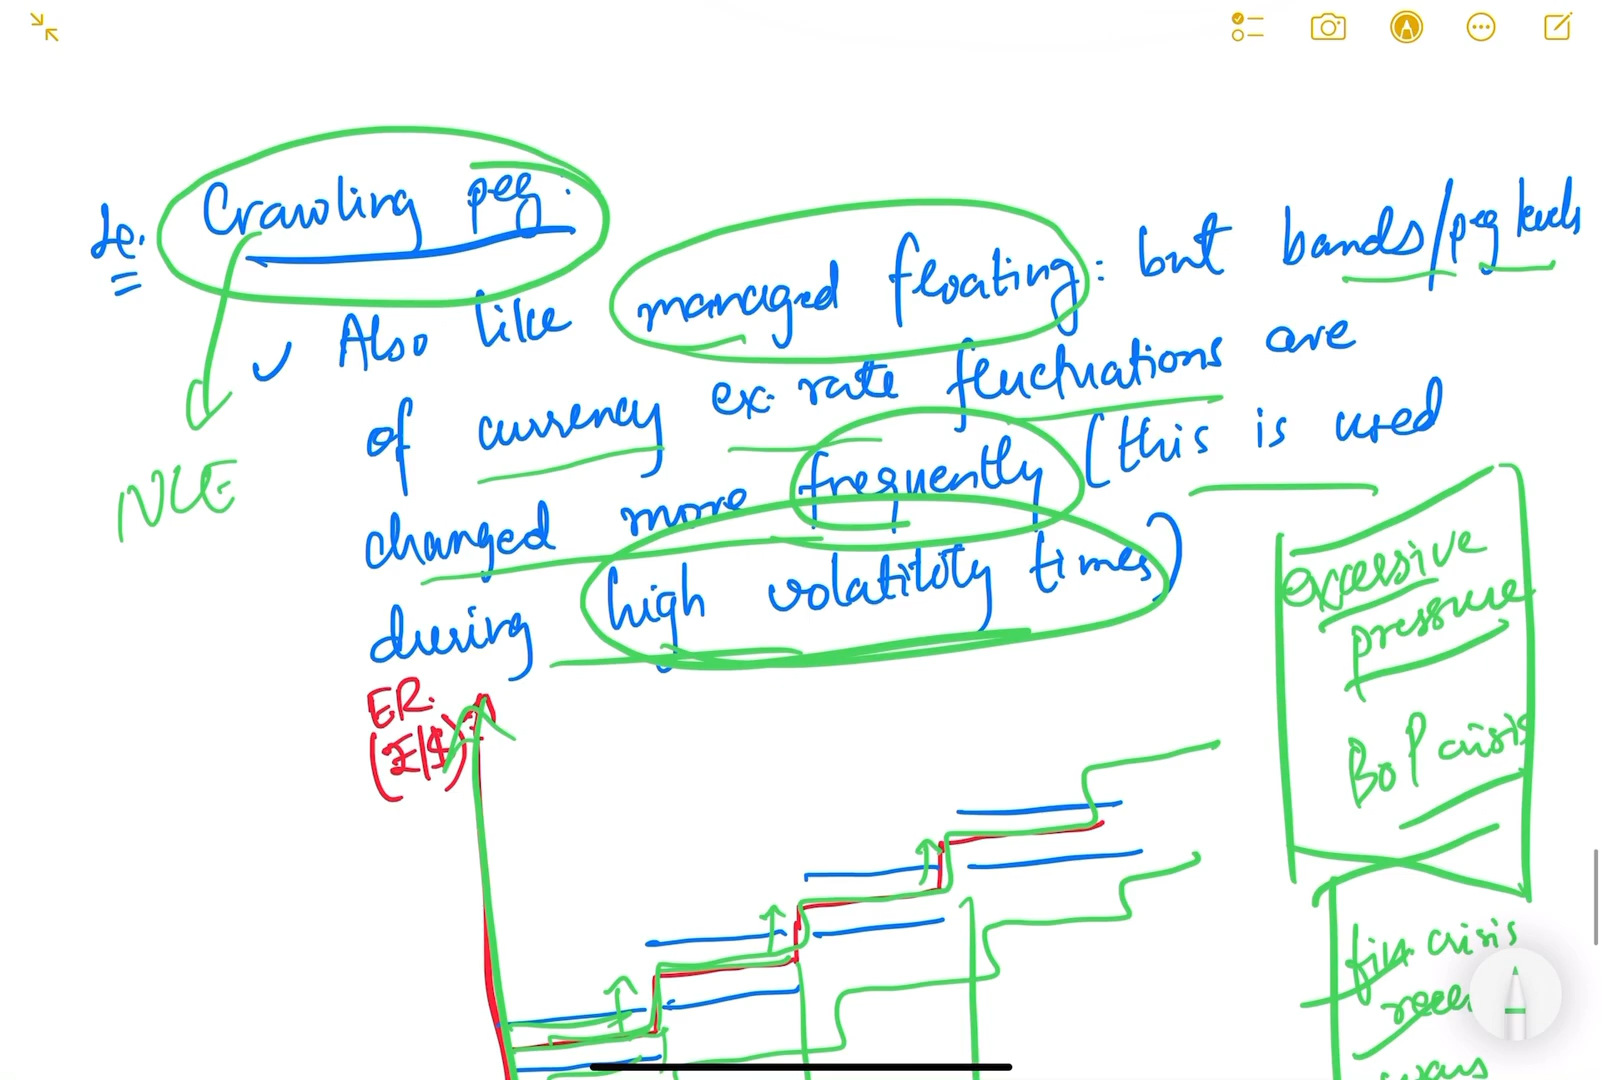 Ie. Crawling peg:
Also like managed floating: but bands/peg levels
of currency ex. rate fluctuations are
changed more frequently (this is used
during high volatility times)
NCE
excessive
pressure
BoP crisis
ER.
(₹/$)
fin crisis
wars